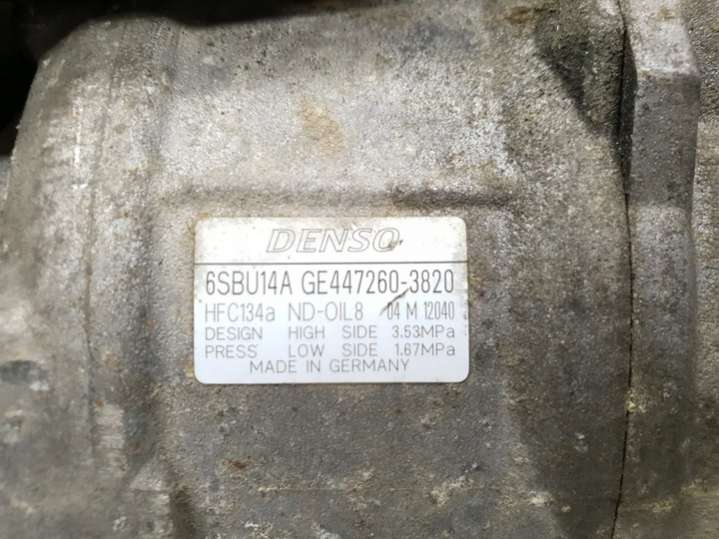 DENSO
6SBU14A GE447260-3820
HFC134a ND-OIL8 04 M 12040
DESIGN HIGH SIDE 3.53MPa
PRESS LOW SIDE 1.67MPa
MADE IN GERMANY